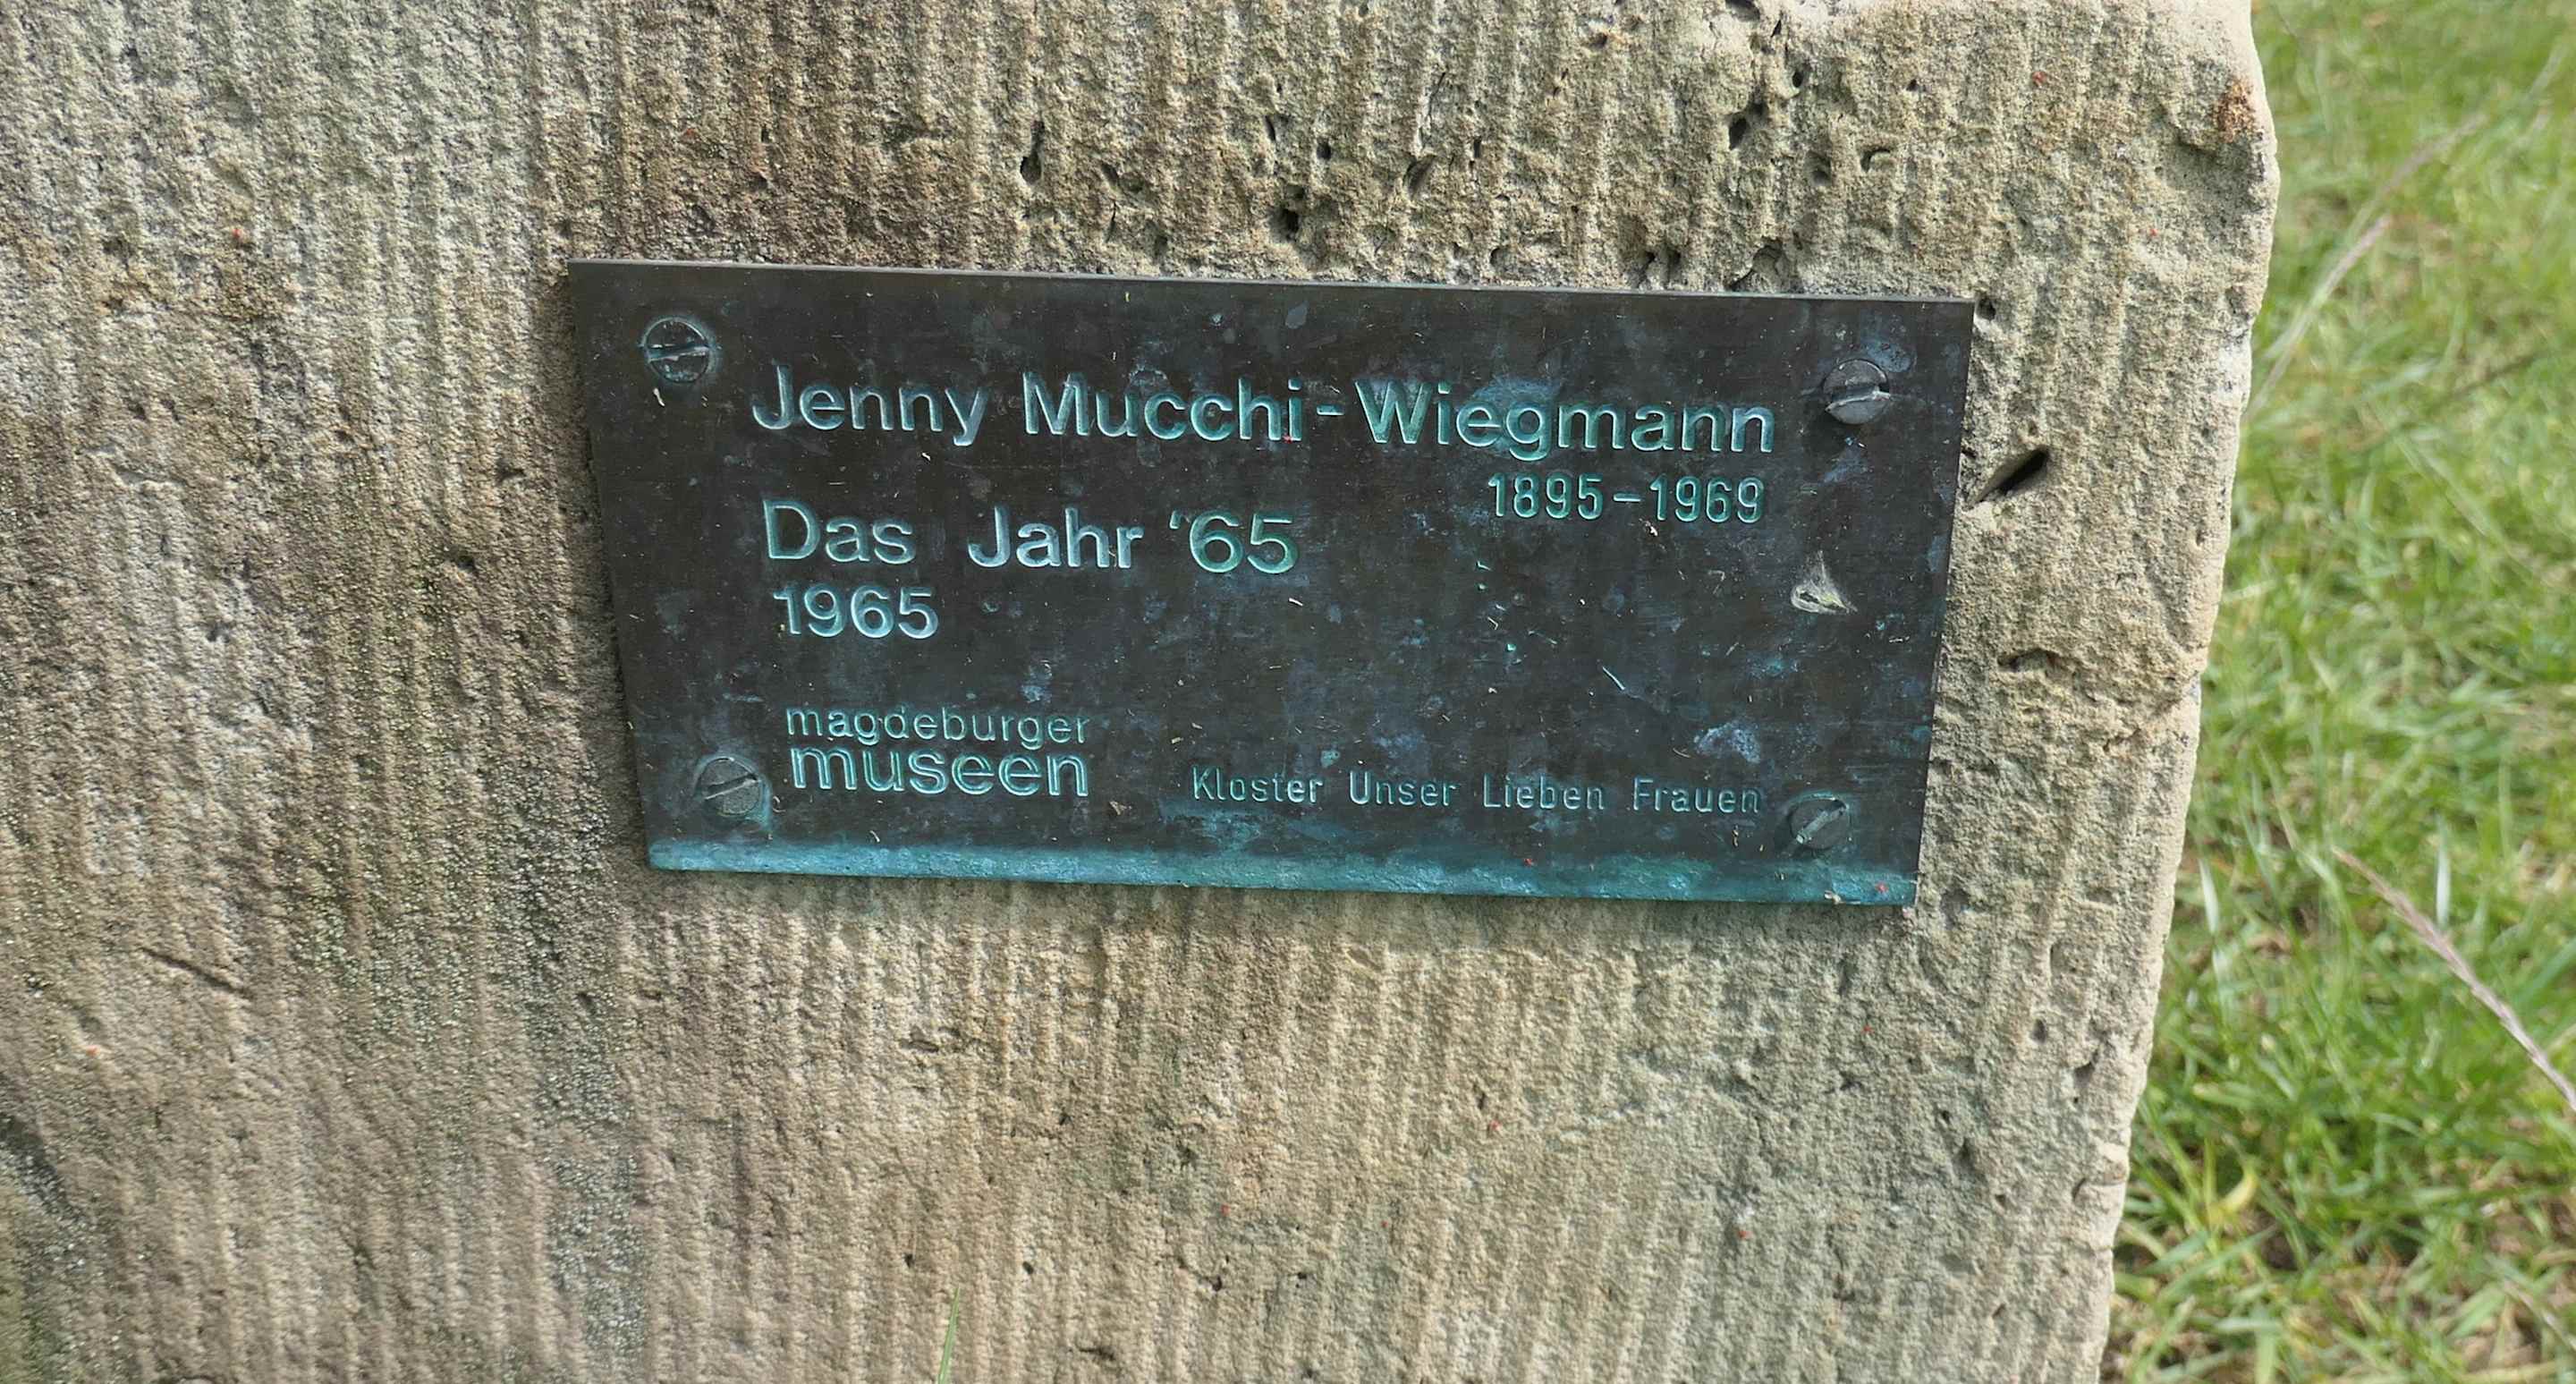 Jenny Mucchi-Wiegmann
1895-1969
Das Jahr '65
1965
magdeburger
museen
Kloster Unser Lieben Frauen